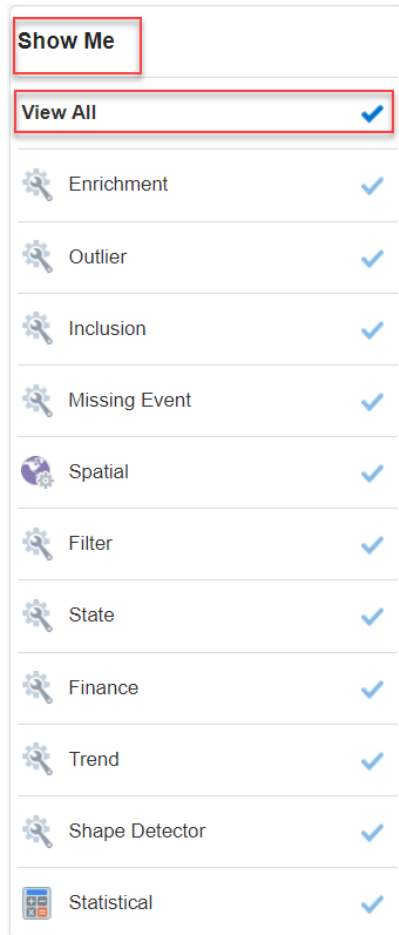 Show Me
View All
Enrichment
Outlier
Inclusion
Missing Event
Spatial
Filter
State
Finance
Trend
Shape Detector
Statistical